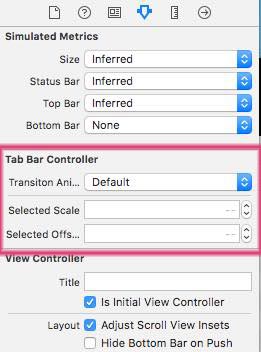 Simulated Metrics
Size Inferred
Status Bar Inferred
Top Bar Inferred
Bottom Bar None
Tab Bar Controller
Transiton Ani... Default
Selected Scale --
Selected Offs... --
View Controller
Title
Is Initial View Controller
Layout Adjust Scroll View Insets
Hide Bottom Bar on Push